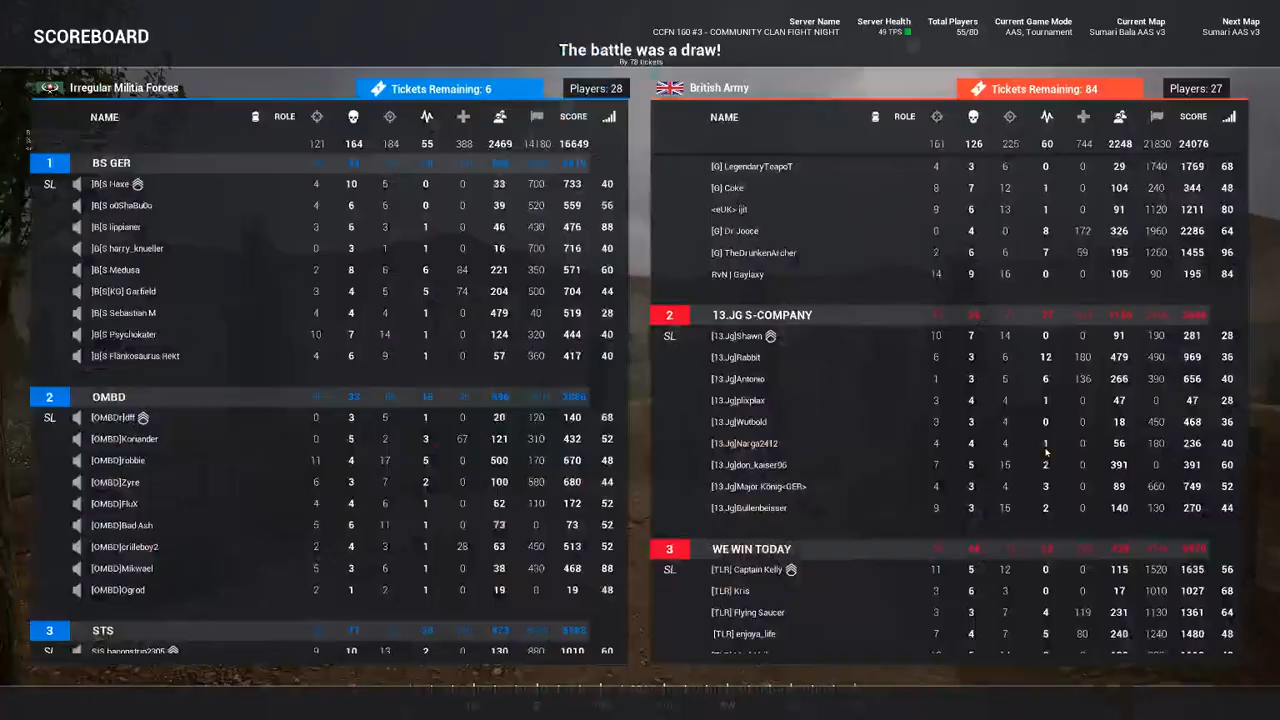 SCOREBOARD
Server Name
CCFN 160 #3 - COMMUNITY CLAN FIGHT NIGHT
Server Health
49 TPS
Total Players
55/80
Current Game Mode
AAS, Tournament
Current Map
Sumari Bala AAS v3
Next Map
Sumari AAS v3
The battle was a draw!
By 78 tickets
Irregular Militia Forces
Tickets Remaining: 6
Players: 28
NAME ROLE SCORE
121 164 184 55 388 2469 14180 16649
1 BS GER
SL ]B[S Haxe 4 10 5 0 0 33 700 733 40
]B[S o0ShaBu0o 4 6 6 0 0 39 520 559 56
]B[S lippianer 3 6 3 1 0 46 430 476 88
]B[S harry_knueller 0 3 1 1 0 16 700 716 40
]B[S Medusa 2 8 6 6 84 221 350 571 60
]B[S[KG] Garfield 3 4 5 5 74 204 500 704 44
]B[S Sebastian M 4 4 4 1 0 479 40 519 28
]B[S Psychokater 10 7 14 1 0 124 320 444 40
]B[S Flankosaurus Rekt 4 6 9 1 0 57 360 417 40
2 OMBD
SL [OMBDr]dff 0 3 5 1 0 20 120 140 68
[OMBD]Koriander 0 5 2 3 67 121 310 432 52
[OMBD]robbie 11 4 17 5 0 500 170 670 48
[OMBD]Zyre 6 3 7 2 0 100 580 680 44
[OMBD]FluX 4 4 6 1 0 62 110 172 52
[OMBD]Bad Ash 5 6 11 1 0 73 0 73 52
[OMBD]criileboy2 2 4 3 1 28 63 450 513 52
[OMBD]Mikwael 5 3 6 1 0 38 430 468 88
[OMBD]Ogrod 2 1 2 1 0 19 0 19 48
3 STS
SL 9 10 13 2 0 130 880 1010 60
British Army
Tickets Remaining: 84
Players: 27
NAME ROLE SCORE
161 126 225 60 744 2248 21830 24076
[G] LegendaryTeapoT 4 3 6 0 0 29 1740 1769 68
[G] Coke 8 7 12 1 0 104 240 344 48
<eUK> ijit 9 6 13 1 0 91 1120 1211 80
[G] Dr Jooce 0 4 0 8 172 326 1960 2286 64
[G] TheDrunkenArcher 2 6 6 7 59 195 1260 1455 96
RvN | Gaylaxy 14 9 16 0 0 105 90 195 84
2 13.JG S-COMPANY
SL [13.Jg]Shawn 10 7 14 0 0 91 190 281 28
[13.Jg]Rabbit 6 3 6 12 180 479 490 969 36
[13.Jg]Antonio 1 3 5 6 136 266 390 656 40
[13.Jg]plixplax 3 4 4 1 0 47 0 47 28
[13.Jg]Wutbold 3 3 4 0 0 18 450 468 36
[13.Jg]Narga2412 4 4 4 1 0 56 180 236 40
[13.Jg]don_kaiser96 7 5 15 2 0 391 0 391 60
[13.Jg]Major König<GER> 4 3 4 3 0 89 660 749 52
[13.Jg]Bullenbeisser 9 3 15 2 0 140 130 270 44
3 WE WIN TODAY
SL [TLR] Captain Kelly 11 5 12 0 0 115 1520 1635 56
[TLR] Kris 3 6 3 0 0 17 1010 1027 68
[TLR] Flying Saucer 3 3 7 4 119 231 1130 1361 64
[TLR] enjoya_life 7 4 7 5 80 240 1240 1480 48